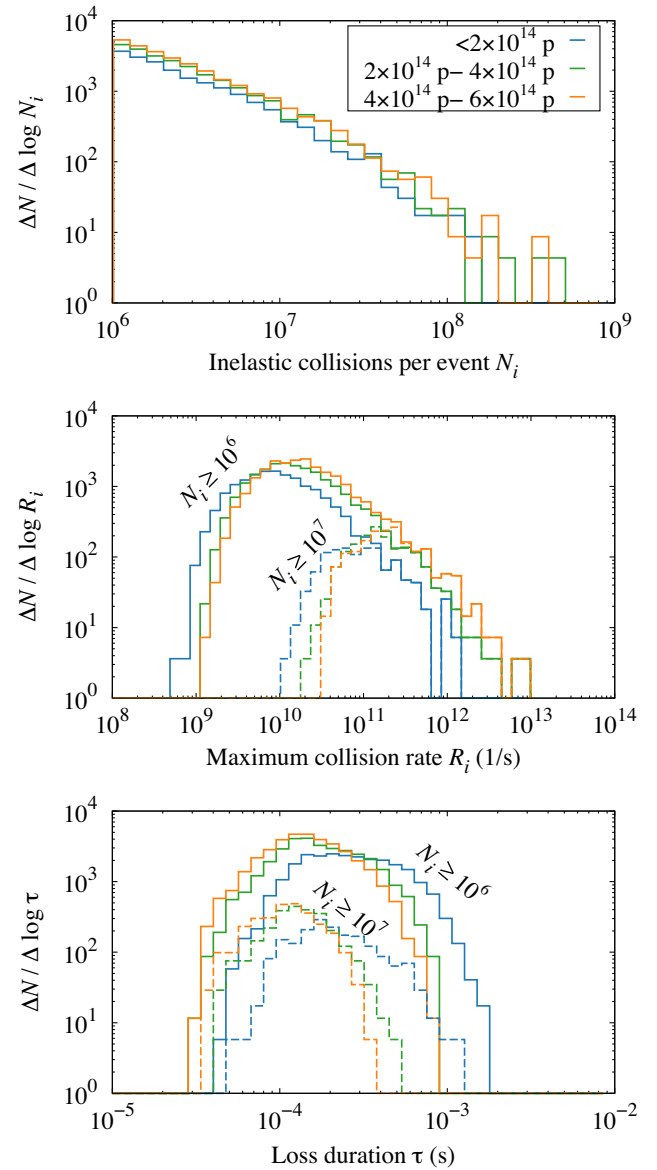 ΔN / Δ log N_i
10^4
10^3
10^2
10^1
10^0
<2×10^14 p
2×10^14 p− 4×10^14 p
4×10^14 p− 6×10^14 p
10^6 10^7 10^8 10^9
Inelastic collisions per event N_i
ΔN / Δ log R_i
10^4
10^3
10^2
10^1
10^0
N_i ≥ 10^6
N_i ≥ 10^7
10^8 10^9 10^10 10^11 10^12 10^13 10^14
Maximum collision rate R_i (1/s)
ΔN / Δ log τ
10^4
10^3
10^2
10^1
10^0
N_i ≥ 10^6
N_i ≥ 10^7
10^-5 10^-4 10^-3 10^-2
Loss duration τ (s)